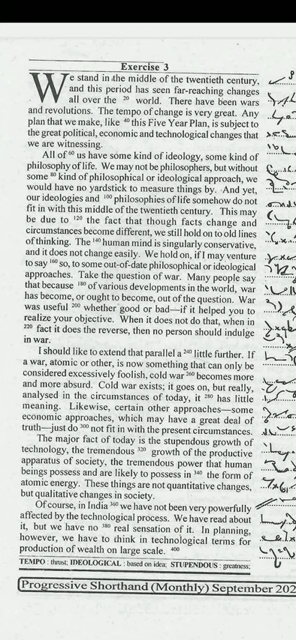 Exercise 3
We stand in the middle of the twentieth century,
and this period has seen far-reaching changes
all over the 20 world. There have been wars
and revolutions. The tempo of change is very great. Any
plan that we make, like 40 this Five Year Plan, is subject to
the great political, economic and technological changes that
we are witnessing.
All of 60 us have some kind of ideology, some kind of
philosophy of life. We may not be philosophers, but without
some 80 kind of philosophical or ideological approach, we
would have no yardstick to measure things by. And yet,
our ideologies and 100 philosophies of life somehow do not
fit in with this middle of the twentieth century. This may
be due to 120 the fact that though facts change and
circumstances become different, we still hold on to old lines
of thinking. The 140 human mind is singularly conservative,
and it does not change easily. We hold on, if I may venture
to say 160 so, to some out-of-date philosophical or ideological
approaches. Take the question of war. Many people say
that because 180 of various developments in the world, war
has become, or ought to become, out of the question. War
was useful 200 whether good or bad—if it helped you to
realize your objective. When it does not do that, when in
220 fact it does the reverse, then no person should indulge
in war.
I should like to extend that parallel a 240 little further. If
a war, atomic or other, is now something that can only be
considered excessively foolish, cold war 260 becomes more
and more absurd. Cold war exists; it goes on, but really,
analysed in the circumstances of today, it 280 has little
meaning. Likewise, certain other approaches—some
economic approaches, which may have a great deal of
truth—just do 300 not fit in with the present circumstances.
The major fact of today is the stupendous growth of
technology, the tremendous 320 growth of the productive
apparatus of society, the tremendous power that human
beings possess and are likely to possess in 340 the form of
atomic energy. These things are not quantitative changes,
but qualitative changes in society.
Of course, in India 360 we have not been very powerfully
affected by the technological process. We have read about
it, but we have no 380 real sensation of it. In planning,
however, we have to think in technological terms for
production of wealth on large scale. 400
TEMPO : thrust; IDEOLOGICAL : based on idea; STUPENDOUS : greatness;
Progressive Shorthand (Monthly) September 202